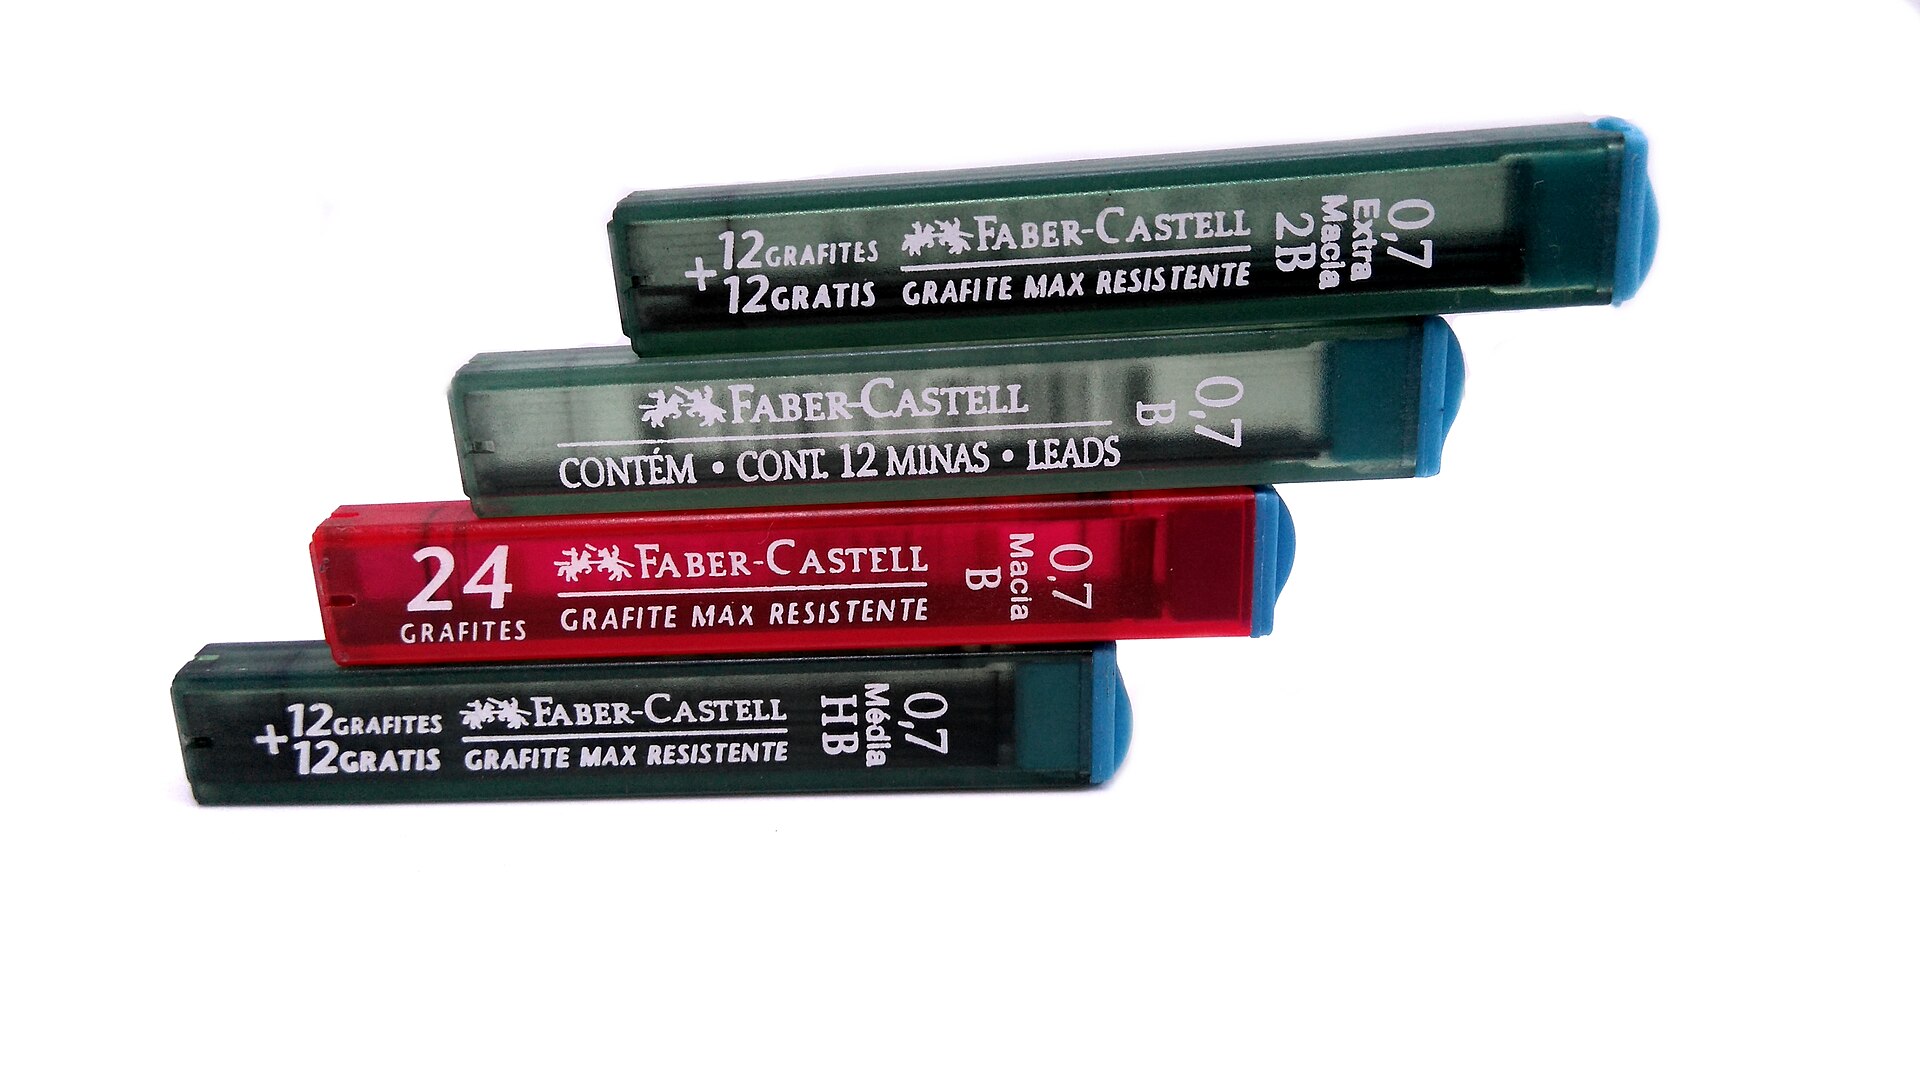 +12GRAFITES
12GRATIS
FABER-CASTELL
GRAFITE MAX RESISTENTE
0,7
Extra
Macia
2B
FABER-CASTELL
CONTÉM • CONT. 12 MINAS • LEADS
0,7
B
24
GRAFITES
FABER-CASTELL
GRAFITE MAX RESISTENTE
0,7
Macia
B
+12GRAFITES
12GRATIS
FABER-CASTELL
GRAFITE MAX RESISTENTE
0,7
Média
HB